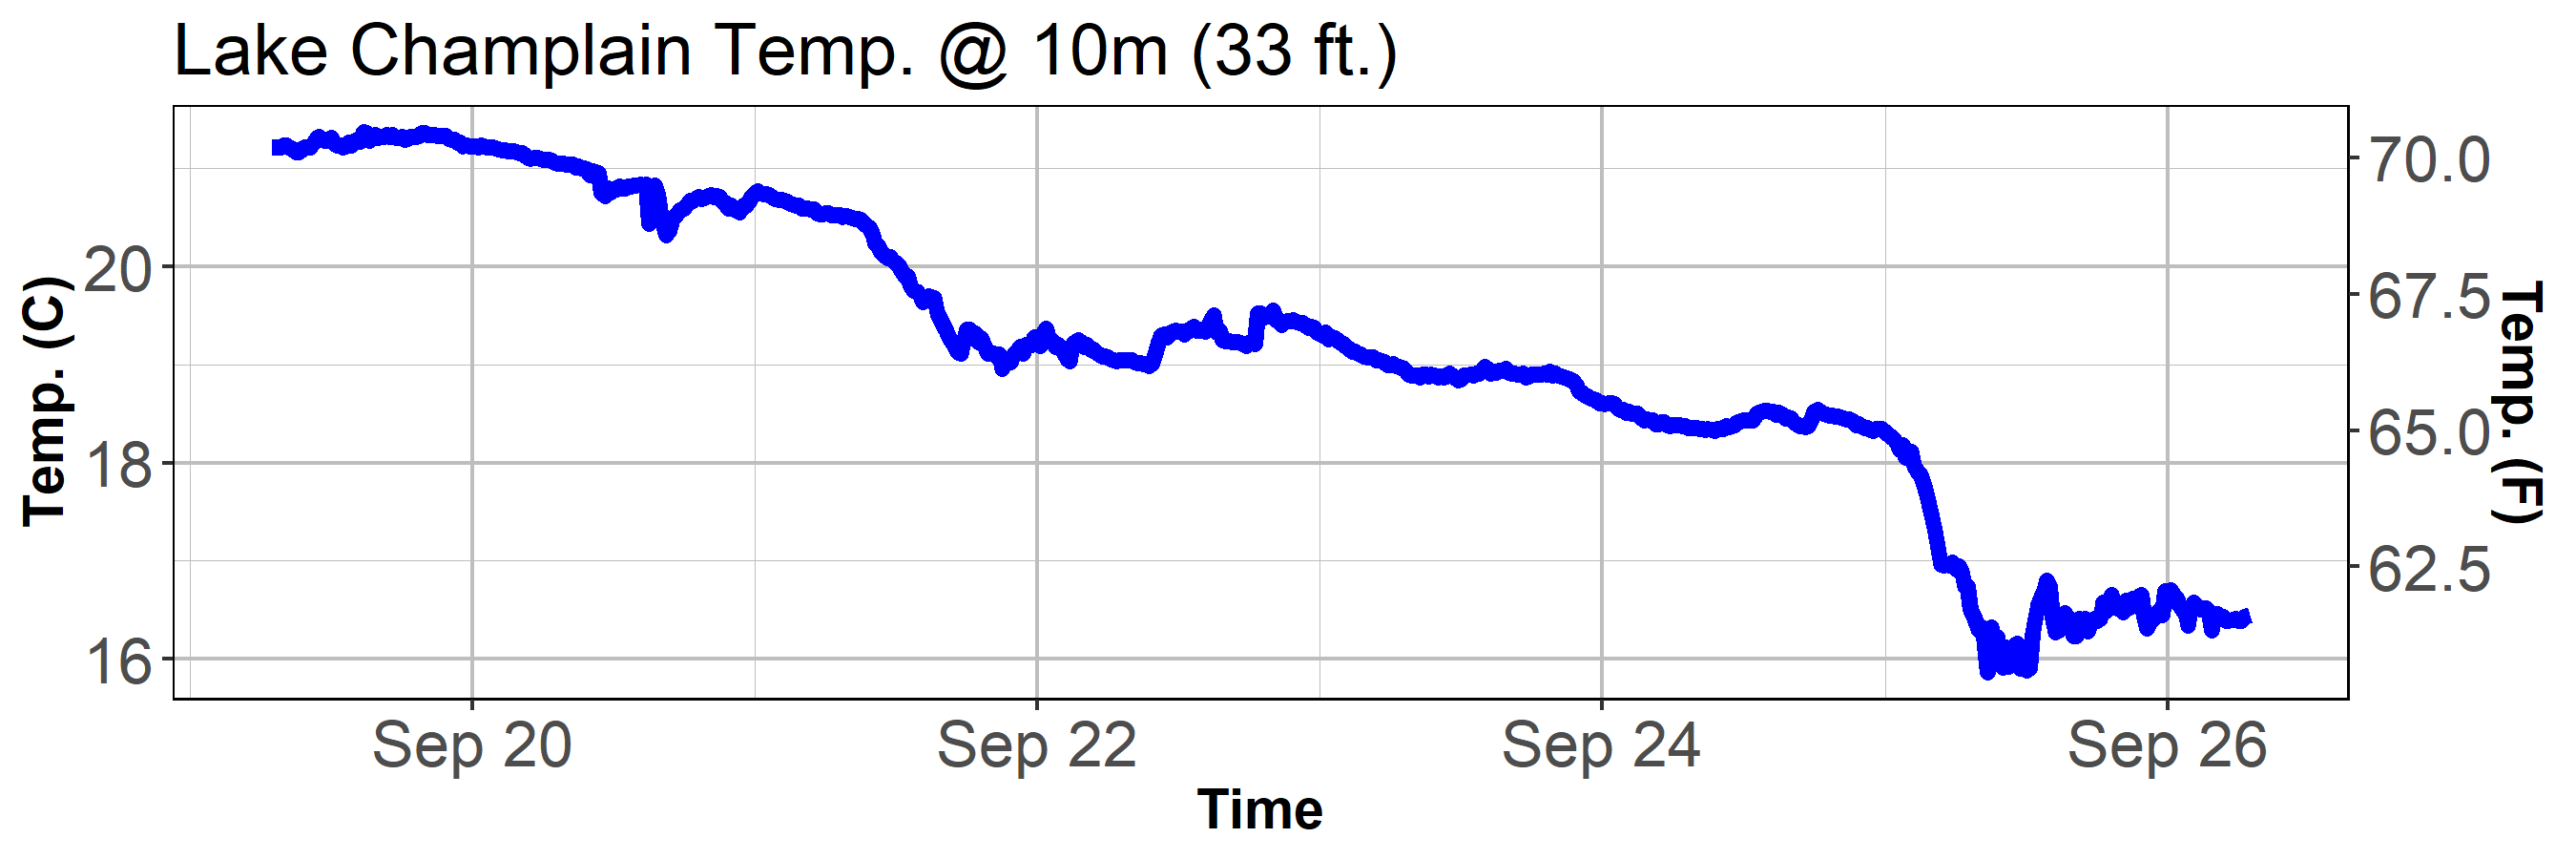 Lake Champlain Temp. @ 10m (33 ft.)
Temp. (C)
20
18
16
70.0
67.5
65.0
62.5
Temp. (F)
Sep 20
Sep 22
Sep 24
Sep 26
Time